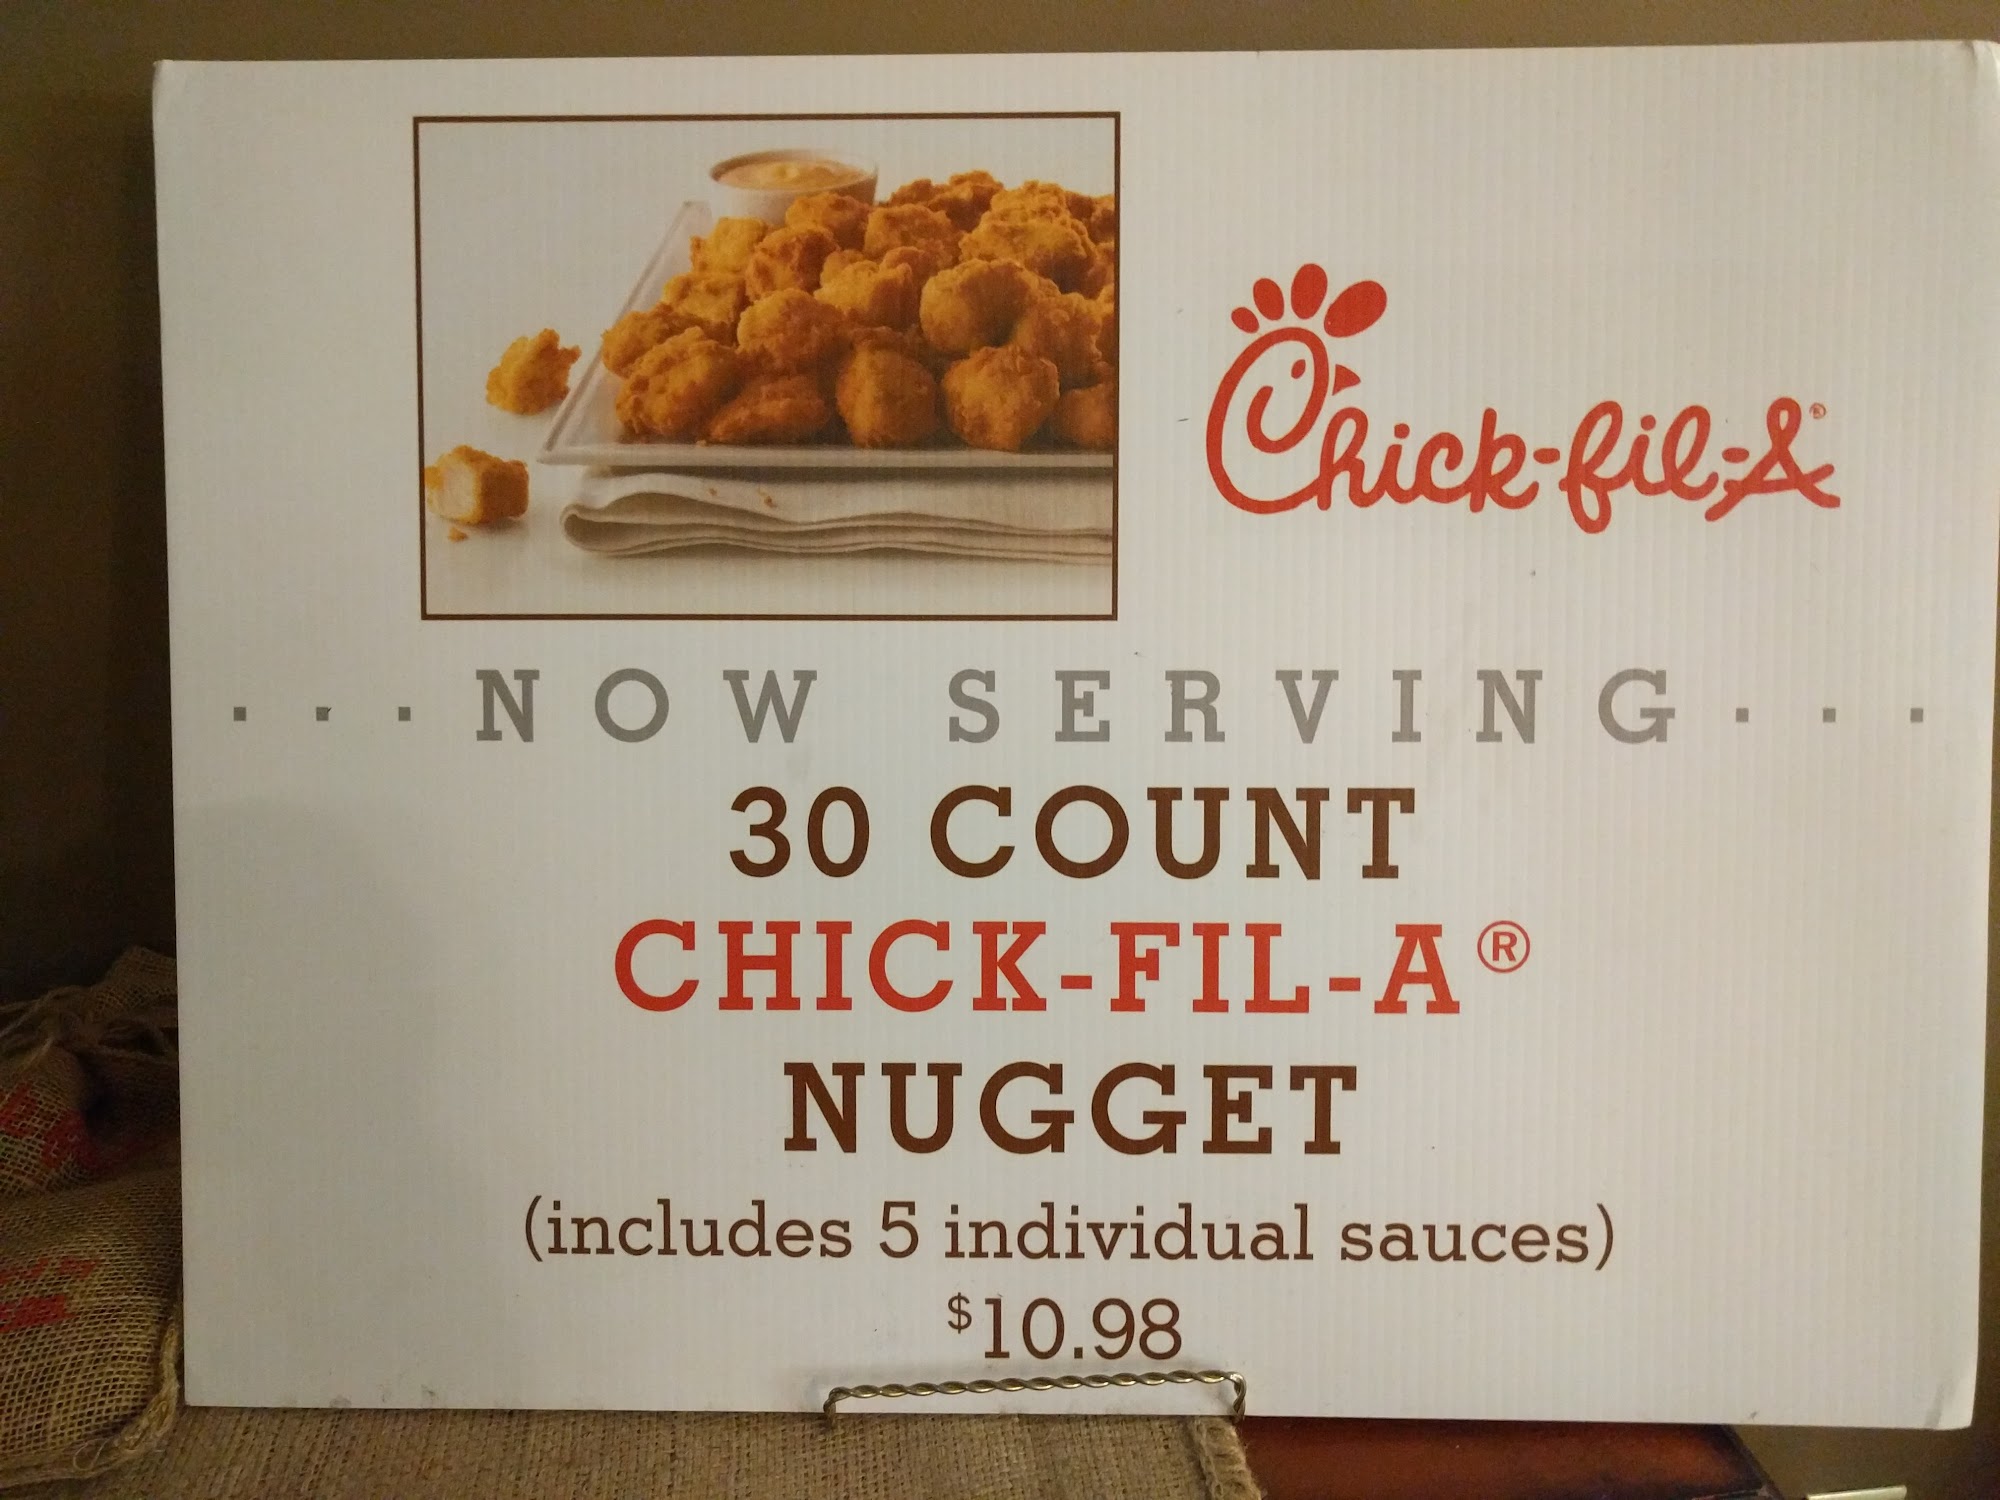 Chick-fil-A®
...NOW SERVING...
30 COUNT
CHICK-FIL-A®
NUGGET
(includes 5 individual sauces)
$10.98